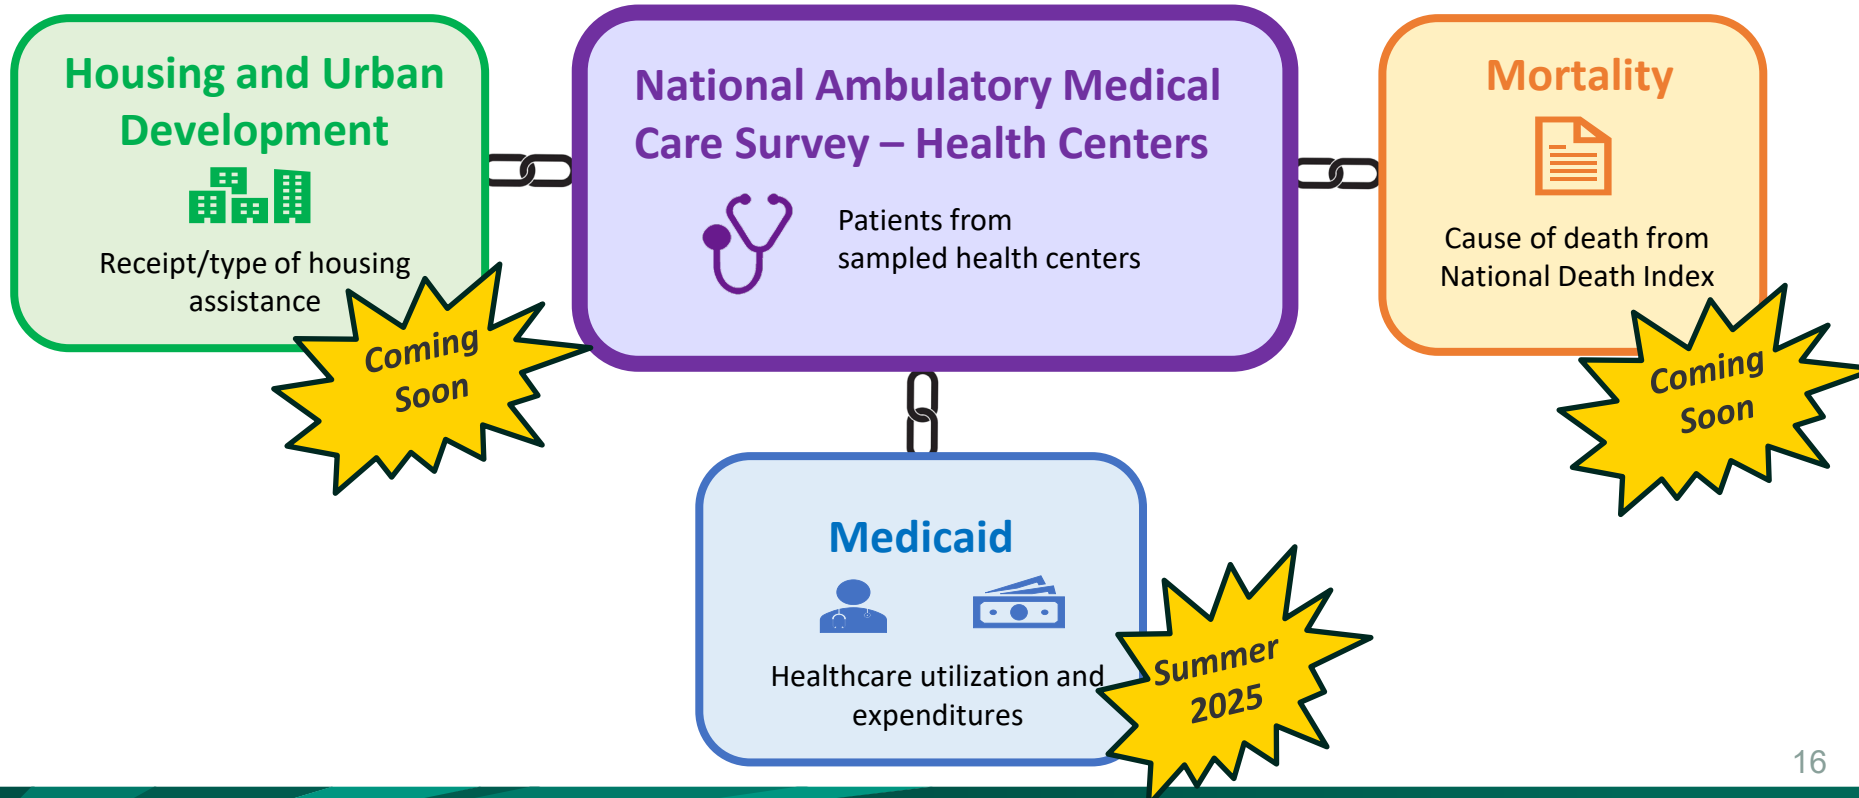 Housing and Urban
Development
Receipt/type of housing
assistance
Coming
Soon
National Ambulatory Medical
Care Survey – Health Centers
Patients from
sampled health centers
Mortality
Cause of death from
National Death Index
Coming
Soon
Medicaid
Healthcare utilization and
expenditures
Summer
2025
16